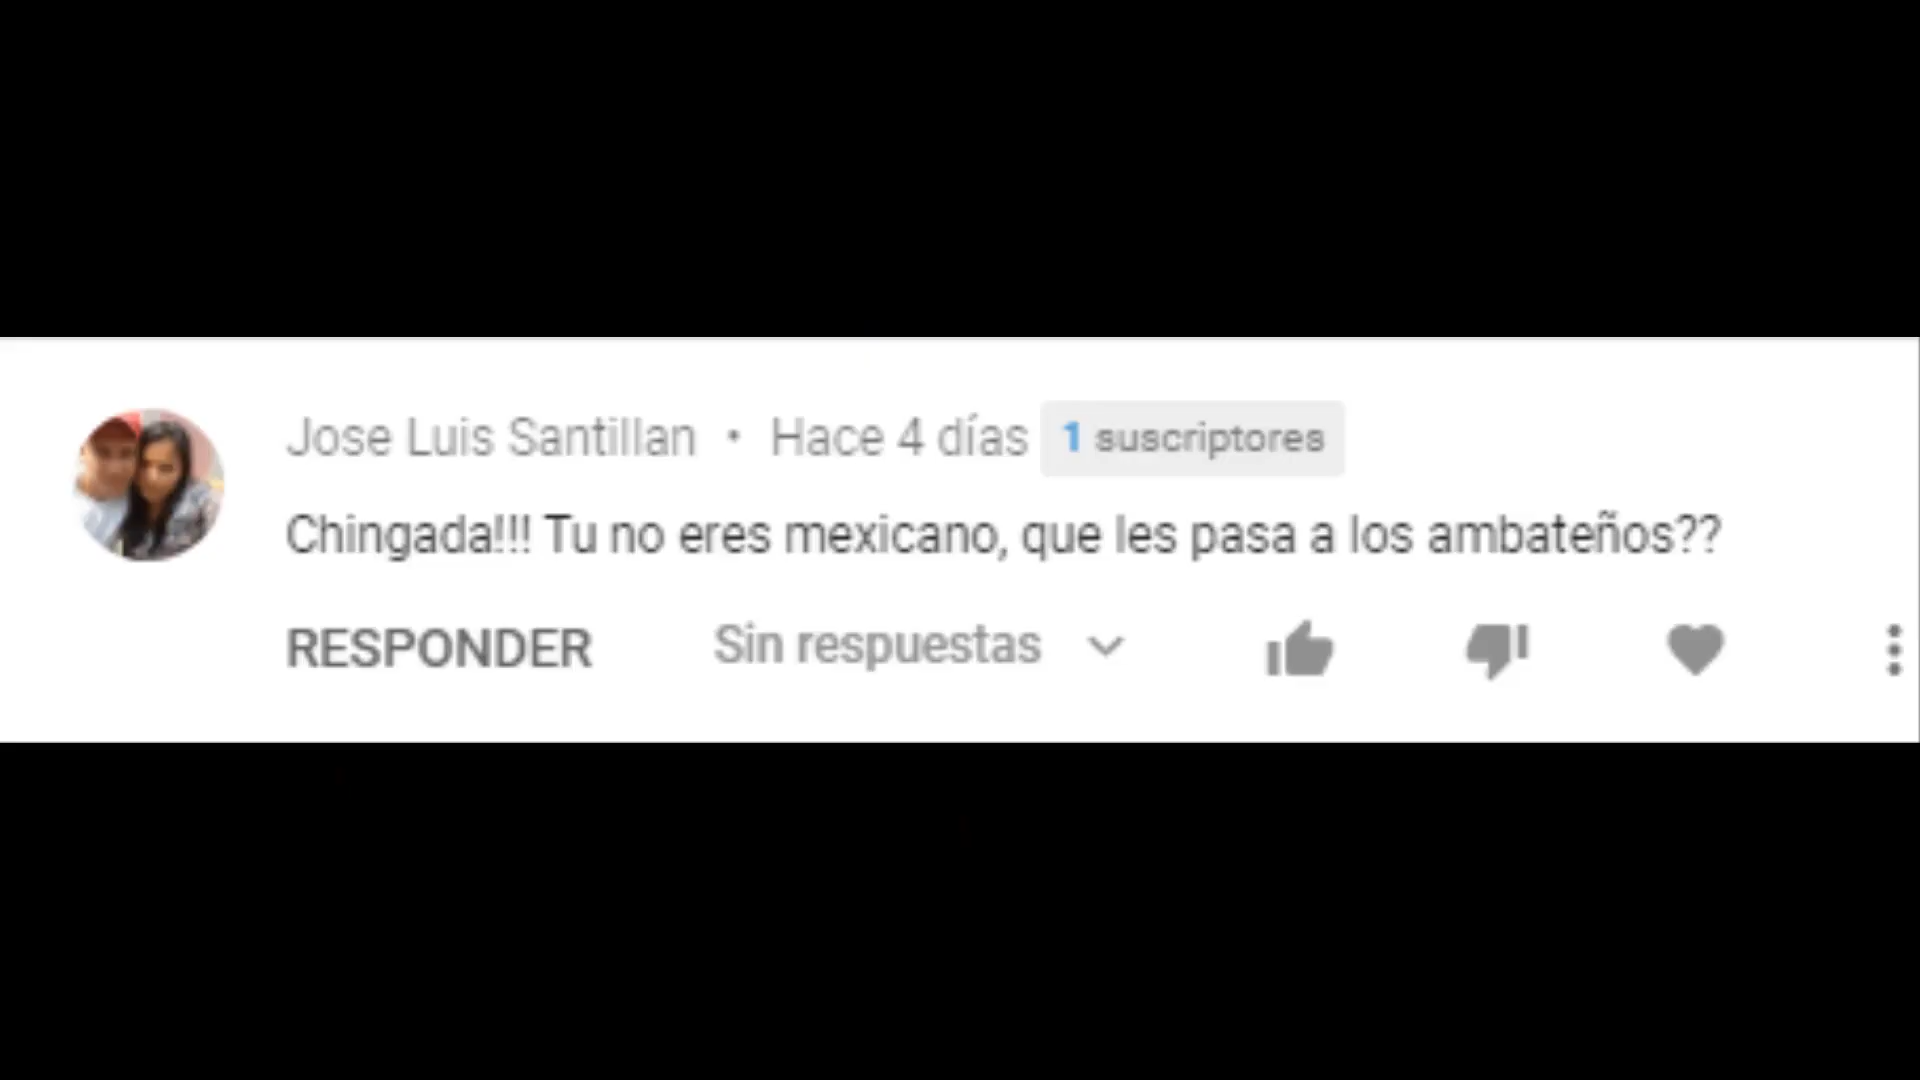 Jose Luis Santillan • Hace 4 días 1 suscriptores
Chingada!!! Tu no eres mexicano, que les pasa a los ambateños??
RESPONDER Sin respuestas